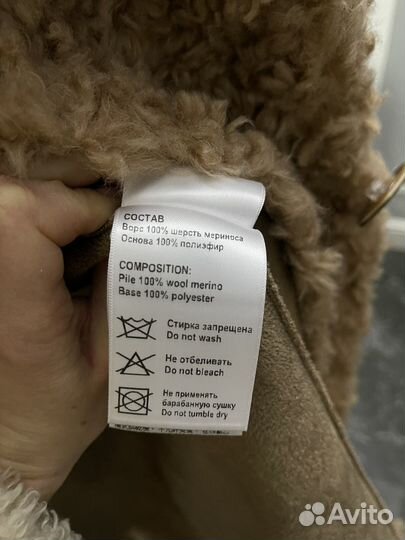 СОСТАВ
Ворс 100% шерсть мериноса
Основа 100% полиэфир
COMPOSITION:
Pile 100% wool merino
Base 100% polyester
Стирка запрещена
Do not wash
Не отбеливать
Do not bleach
Не применять
барабанную сушку
Do not tumble dry
Avito